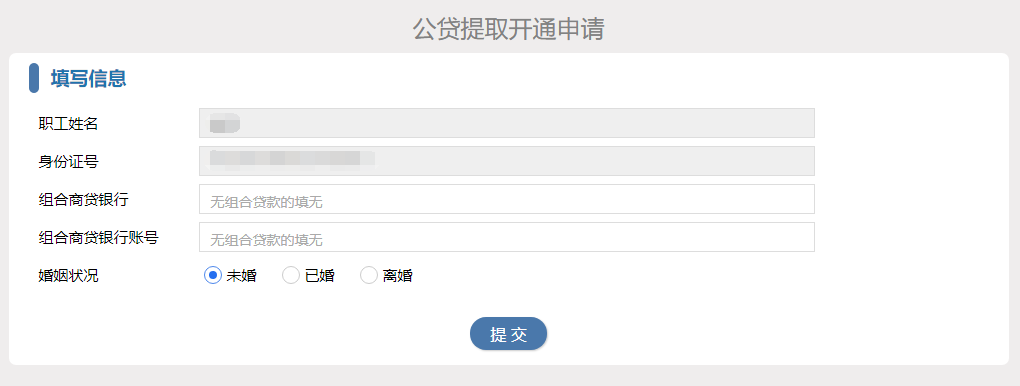 公贷提取开通申请
填写信息
职工姓名
身份证号
组合商贷银行 无组合贷款的填无
组合商贷银行账号 无组合贷款的填无
婚姻状况 未婚 已婚 离婚
提交